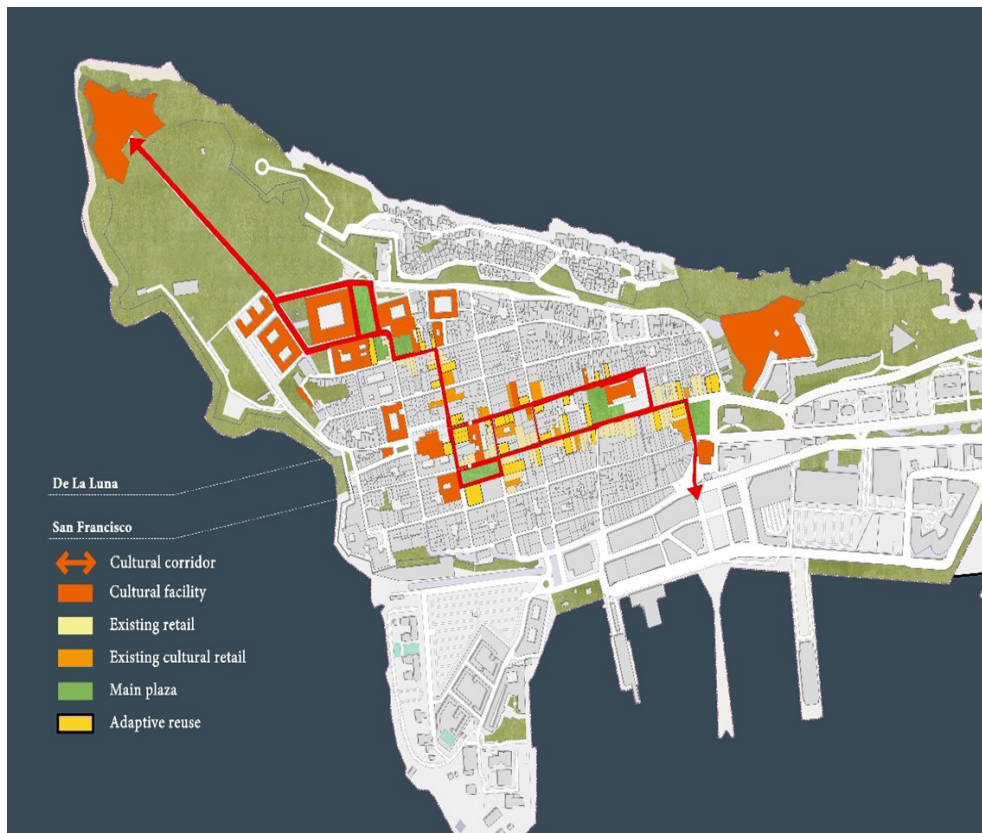 De La Luna
San Francisco
Cultural corridor
Cultural facility
Existing retail
Existing cultural retail
Main plaza
Adaptive reuse